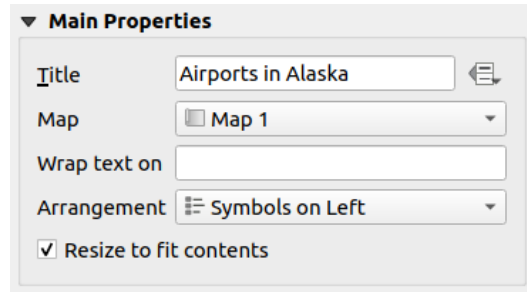 Main Properties
Title Airports in Alaska
Map Map 1
Wrap text on
Arrangement Symbols on Left
Resize to fit contents